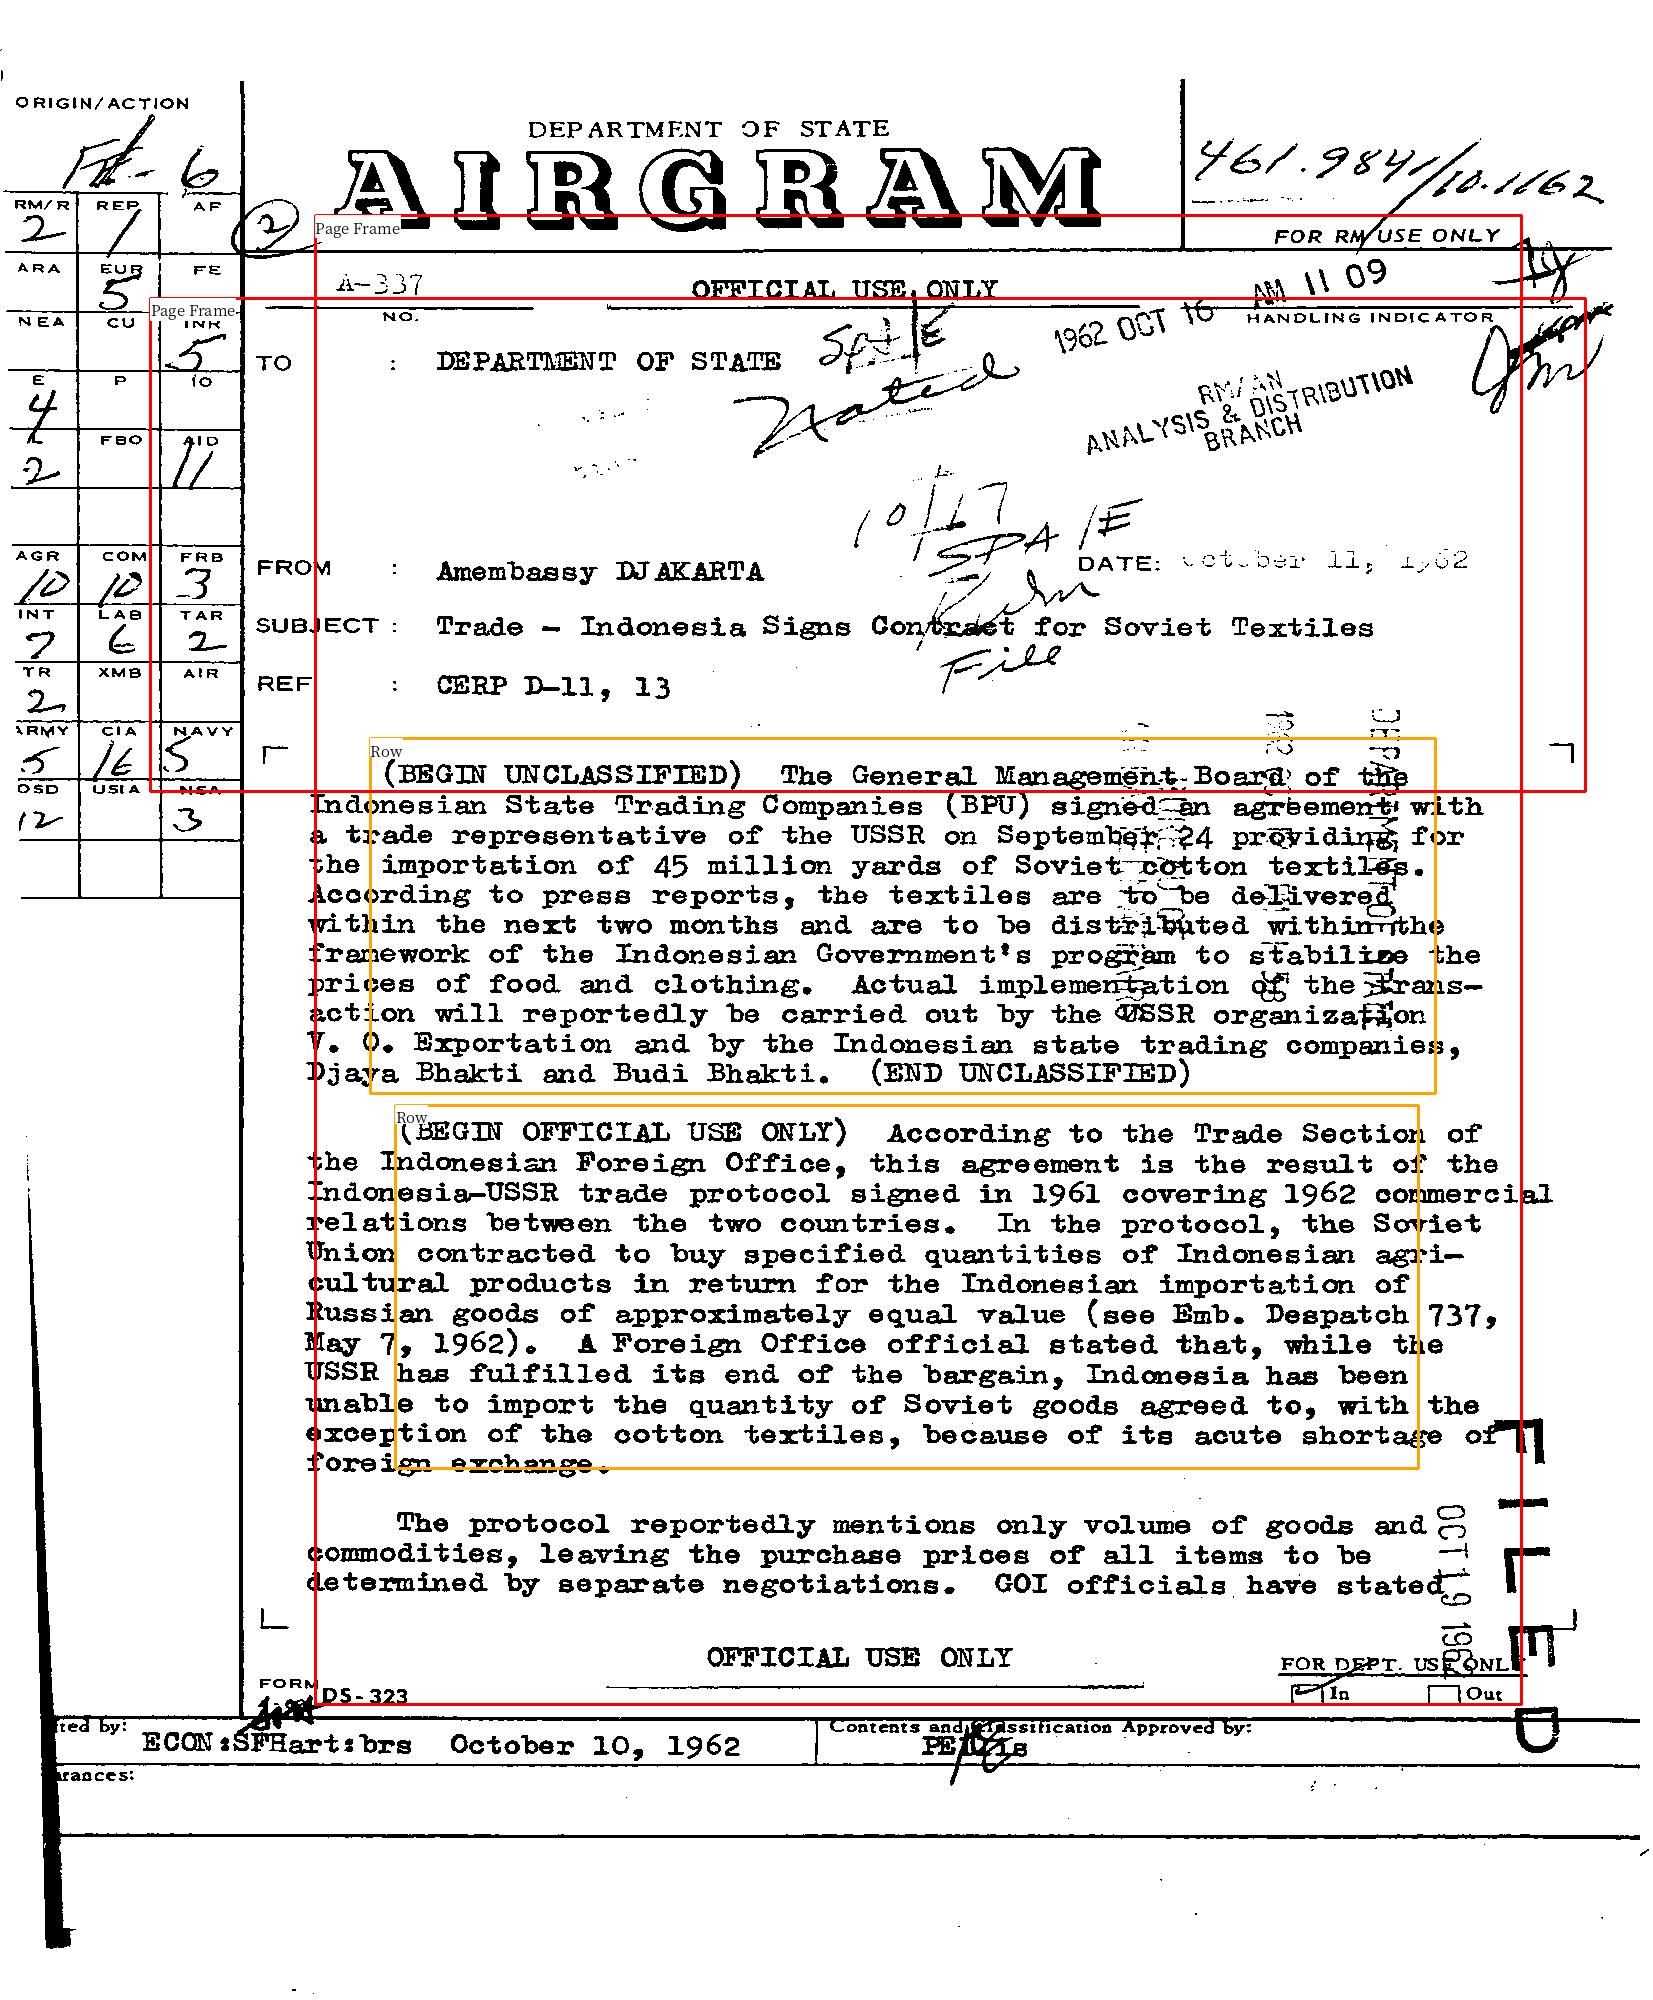 ORIGIN/ACTION
DEPARTMENT OF STATE
AIRGRAM
461.9841/10.1162
FOR RM/USE ONLY
6
RM/R REP AF
2 1
2
Page Frame
ARA EUR FE
5
A-337
OFFICIAL USE ONLY
AM 11 09
1962 OCT 16
HANDLING INDICATOR
NO.
NEA CU INR
Page Frame
5
TO : DEPARTMENT OF STATE
Noted
RM/AN
ANALYSIS & DISTRIBUTION
BRANCH
E P IO
4
FBO AID
2 11
10/17
SPA/E
File
AGR COM FRB
10 10 3
FROM : Amembassy DJAKARTA
DATE: October 11, 1962
INT LAB TAR
7 6 2
SUBJECT : Trade - Indonesia Signs Contract for Soviet Textiles
TR XMB AIR
2
REF : CERP D-11, 13
ARMY CIA NAVY
5 16 5
OSD USIA NSA
12 3
Row
(BEGIN UNCLASSIFIED) The General Management Board of the
Indonesian State Trading Companies (BPU) signed an agreement with
a trade representative of the USSR on September 24 providing for
the importation of 45 million yards of Soviet cotton textiles.
According to press reports, the textiles are to be delivered
within the next two months and are to be distributed within the
framework of the Indonesian Government's program to stabilize the
prices of food and clothing. Actual implementation of the trans-
action will reportedly be carried out by the USSR organization
V. O. Exportation and by the Indonesian state trading companies,
Djaya Bhakti and Budi Bhakti. (END UNCLASSIFIED)
Row
(BEGIN OFFICIAL USE ONLY) According to the Trade Section of
the Indonesian Foreign Office, this agreement is the result of the
Indonesia-USSR trade protocol signed in 1961 covering 1962 commercial
relations between the two countries. In the protocol, the Soviet
Union contracted to buy specified quantities of Indonesian agri-
cultural products in return for the Indonesian importation of
Russian goods of approximately equal value (see Emb. Despatch 737,
May 7, 1962). A Foreign Office official stated that, while the
USSR has fulfilled its end of the bargain, Indonesia has been
unable to import the quantity of Soviet goods agreed to, with the
exception of the cotton textiles, because of its acute shortage of
foreign exchange.
The protocol reportedly mentions only volume of goods and
commodities, leaving the purchase prices of all items to be
determined by separate negotiations. GOI officials have stated
FILED
OCT 19 196
OFFICIAL USE ONLY
FOR DEPT. USE ONL
In Out
FORM DS-323
ted by:
ECON:SFHart:brs October 10, 1962
Contents and Classification Approved by:
rances: